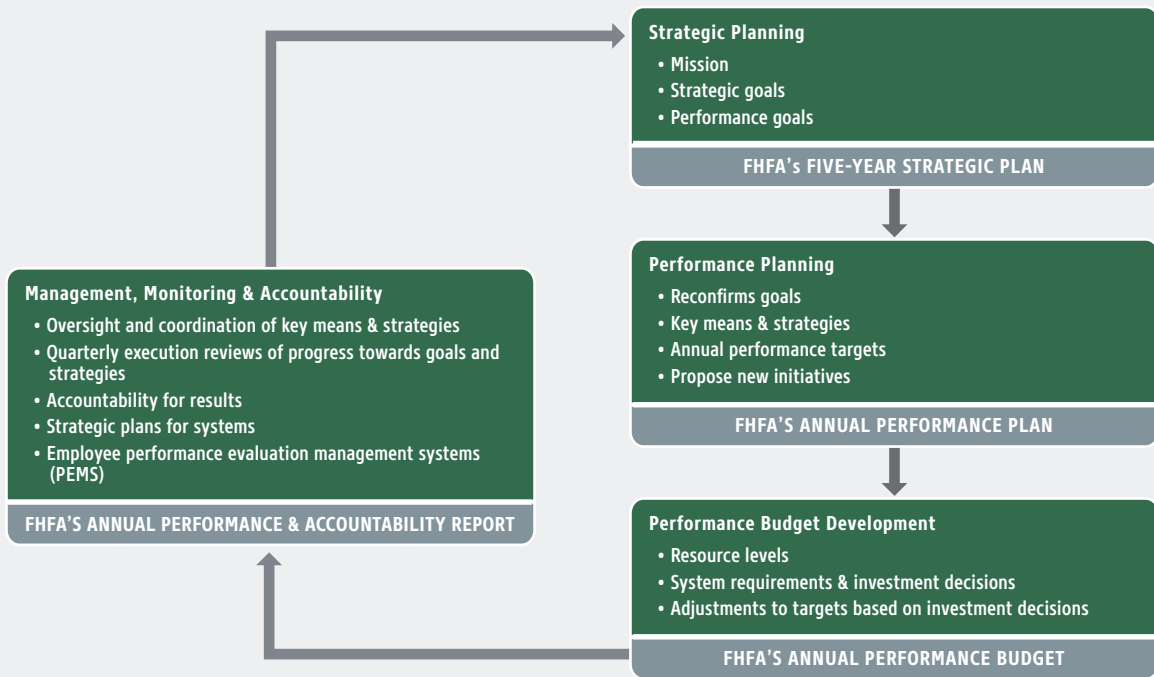 Strategic Planning
• Mission
• Strategic goals
• Performance goals
FHFA's FIVE-YEAR STRATEGIC PLAN
Performance Planning
• Reconfirms goals
• Key means & strategies
• Annual performance targets
• Propose new initiatives
FHFA'S ANNUAL PERFORMANCE PLAN
Performance Budget Development
• Resource levels
• System requirements & investment decisions
• Adjustments to targets based on investment decisions
FHFA'S ANNUAL PERFORMANCE BUDGET
Management, Monitoring & Accountability
• Oversight and coordination of key means & strategies
• Quarterly execution reviews of progress towards goals and
strategies
• Accountability for results
• Strategic plans for systems
• Employee performance evaluation management systems
(PEMS)
FHFA'S ANNUAL PERFORMANCE & ACCOUNTABILITY REPORT